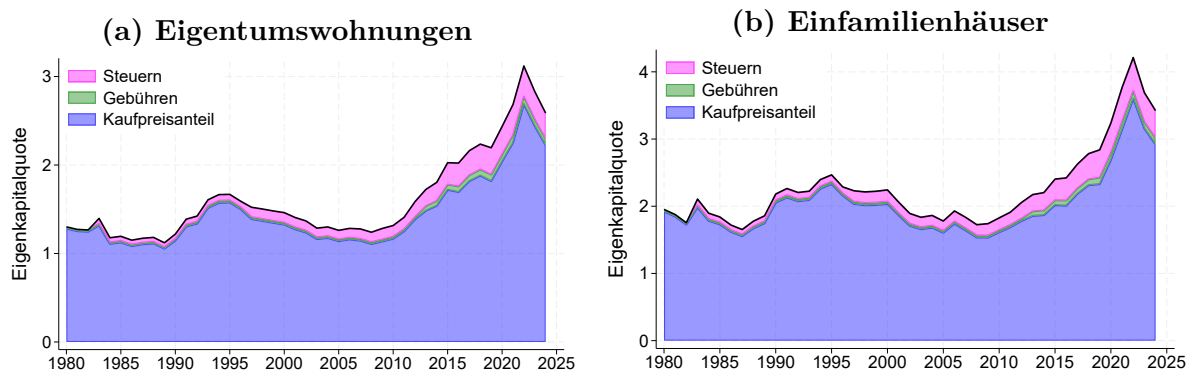 (a) Eigentumswohnungen
Eigenkapitalquote
3
2
1
0
Steuern
Gebühren
Kaufpreisanteil
1980 1985 1990 1995 2000 2005 2010 2015 2020 2025
(b) Einfamilienhäuser
Eigenkapitalquote
4
3
2
1
0
Steuern
Gebühren
Kaufpreisanteil
1980 1985 1990 1995 2000 2005 2010 2015 2020 2025